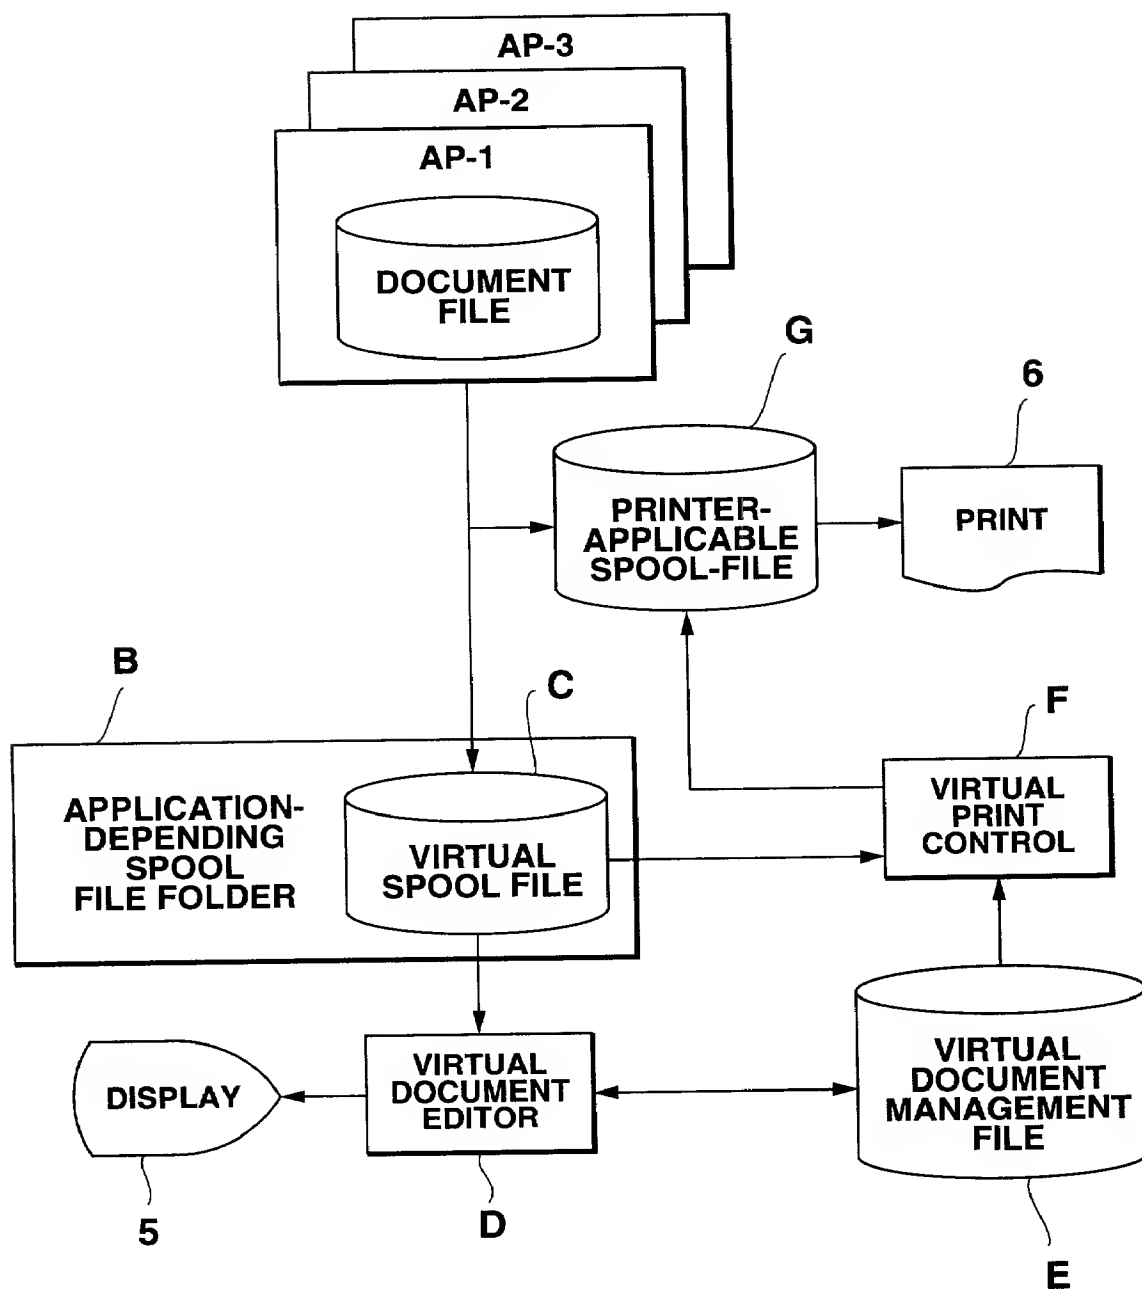 AP-3
AP-2
AP-1
DOCUMENT
FILE
G
6
PRINTER-
APPLICABLE
SPOOL-FILE
PRINT
B
C
F
APPLICATION-
DEPENDING
SPOOL
FILE FOLDER
VIRTUAL
SPOOL FILE
VIRTUAL
PRINT
CONTROL
DISPLAY
VIRTUAL
DOCUMENT
EDITOR
VIRTUAL
DOCUMENT
MANAGEMENT
FILE
5
D
E